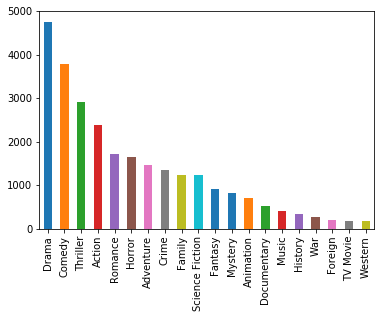 5000
4000
3000
2000
1000
0
Drama
Comedy
Thriller
Action
Romance
Horror
Adventure
Crime
Family
Science Fiction
Fantasy
Mystery
Animation
Documentary
Music
History
War
Foreign
TV Movie
Western